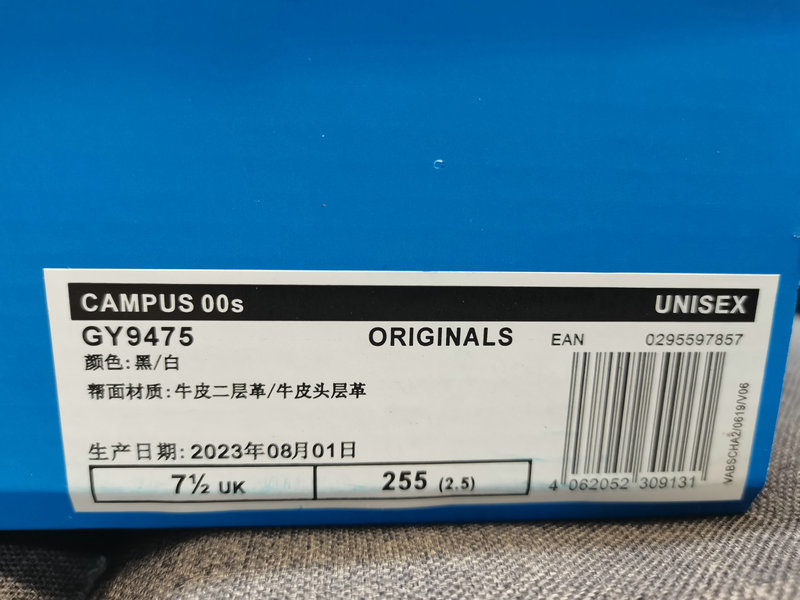 CAMPUS 00s UNISEX
GY9475 ORIGINALS EAN 0295597857
颜色:黑/白
帮面材质:牛皮二层革/牛皮头层革
生产日期:2023年08月01日
7½ UK 255 (2.5)
4 062052 309131
VABSCHA2/0619/V06